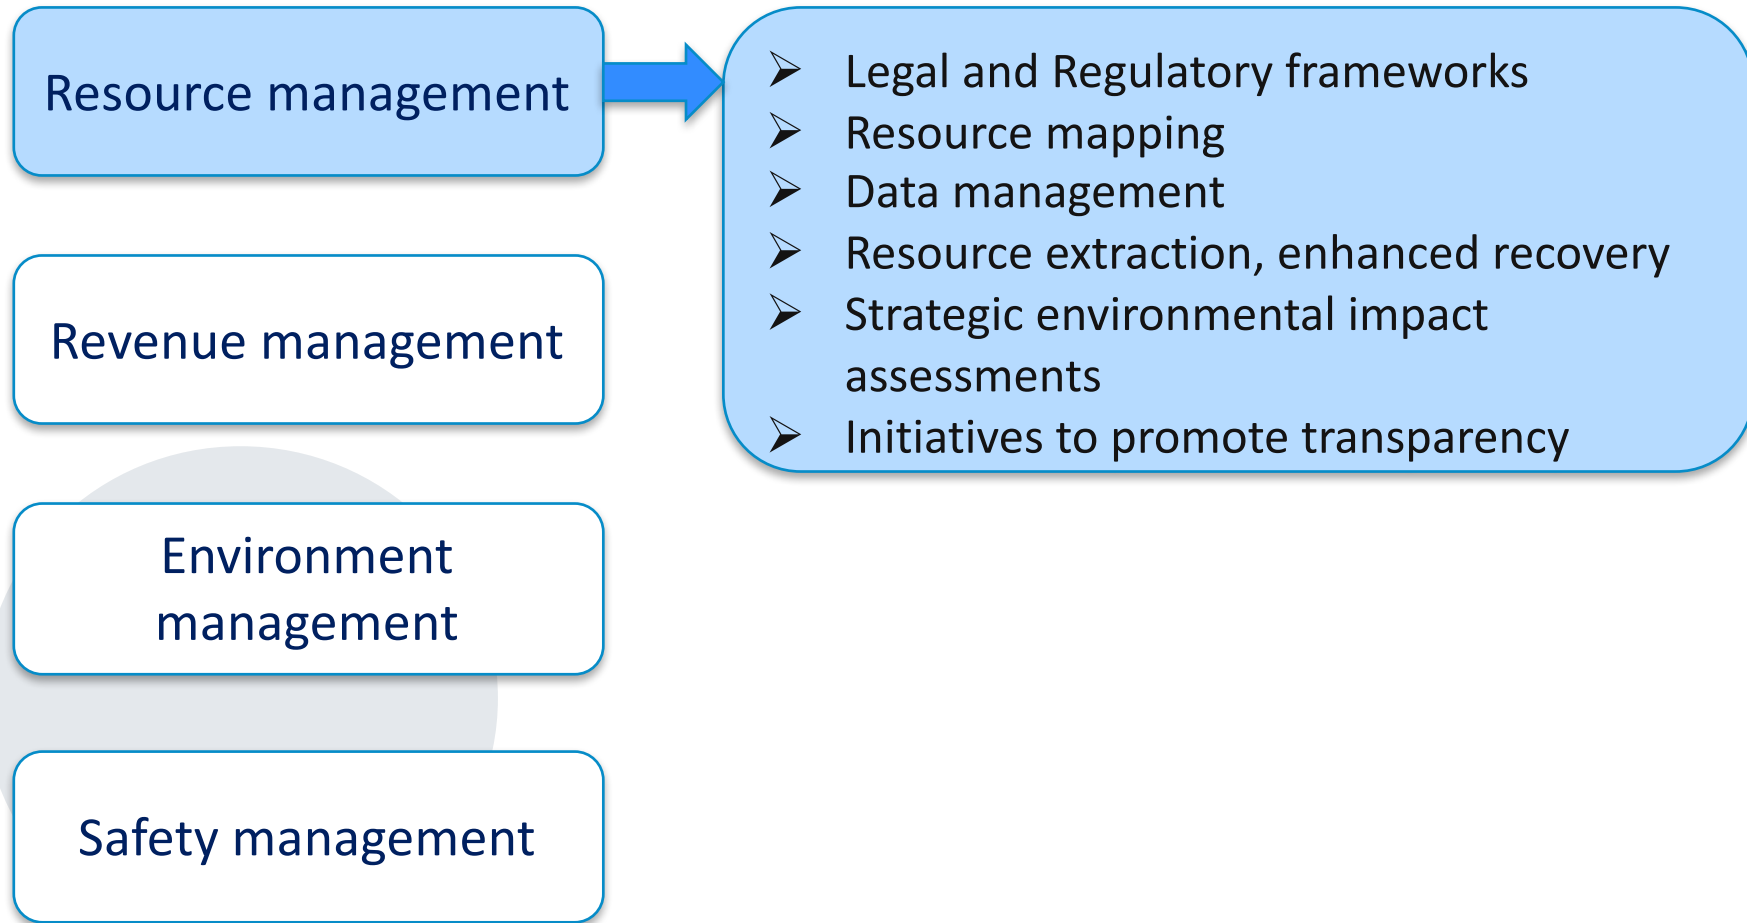 Resource management
➢ Legal and Regulatory frameworks
➢ Resource mapping
➢ Data management
➢ Resource extraction, enhanced recovery
➢ Strategic environmental impact
assessments
➢ Initiatives to promote transparency
Revenue management
Environment
management
Safety management